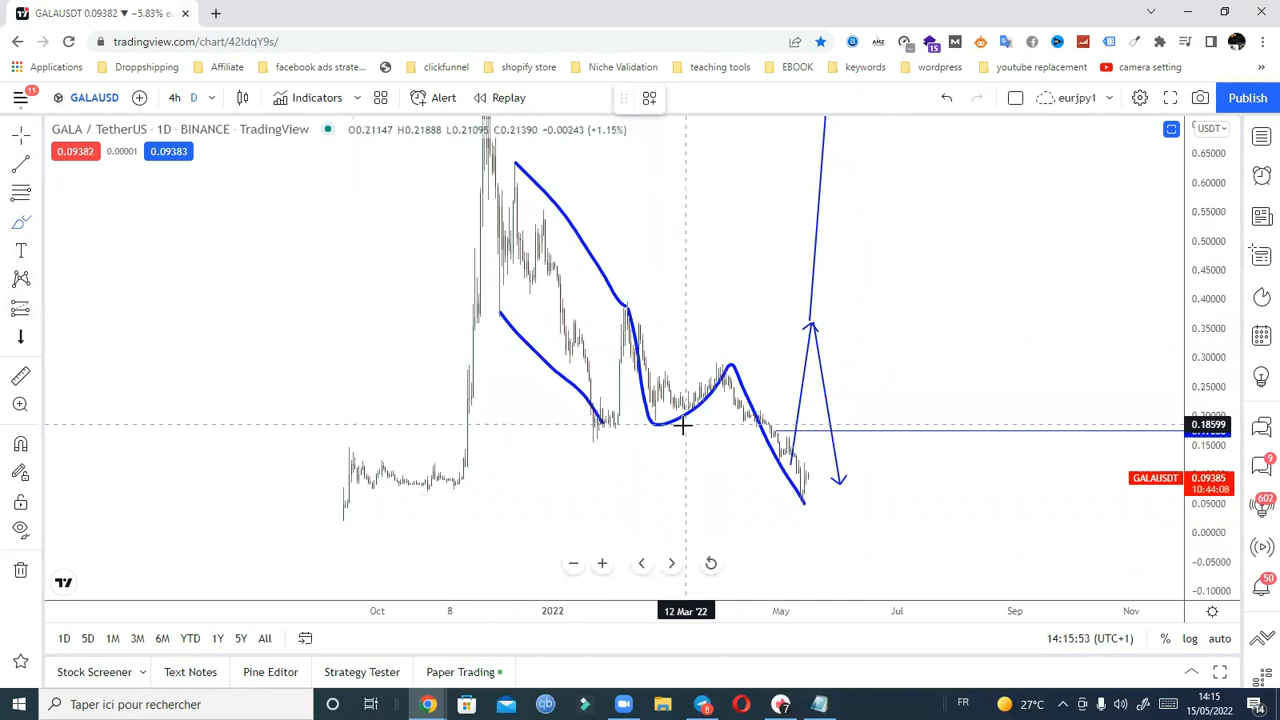 GALAUSDT 0.09382 ▼ −5.83%
tradingview.com/chart/42IdqY9s/
15
Applications Droppshipping Affiliate facebook ads strate... clickfunnel shopify store Niche Validation teaching tools EBOOK keywords wordpress youtube replacement camera setting »
11 GALAUSD 4h D Indicators Alert Replay eurjpy1 Publish
GALA / TetherUS · 1D · BINANCE · TradingView O0.21147 H0.21888 L0.21095 C0.21390 +0.00243 (+1.15%) USDT
0.09382 0.00001 0.09383
0.65000
0.60000
0.55000
0.50000
0.45000
0.40000
0.35000
0.30000
0.25000
0.18599
0.15000
GALAUSDT 0.09385
10:44:08
0.05000
0.00000
−0.05000
−0.10000
9
602
50
Oct 8 2022 12 Mar '22 May Jul Sep Nov
1D 5D 1M 3M 6M YTD 1Y 5Y All 14:15:53 (UTC+1) % log auto
Stock Screener Text Notes Pine Editor Strategy Tester Paper Trading
Taper ici pour rechercher 8 7 FR 27°C 14:15
15/05/2022 14